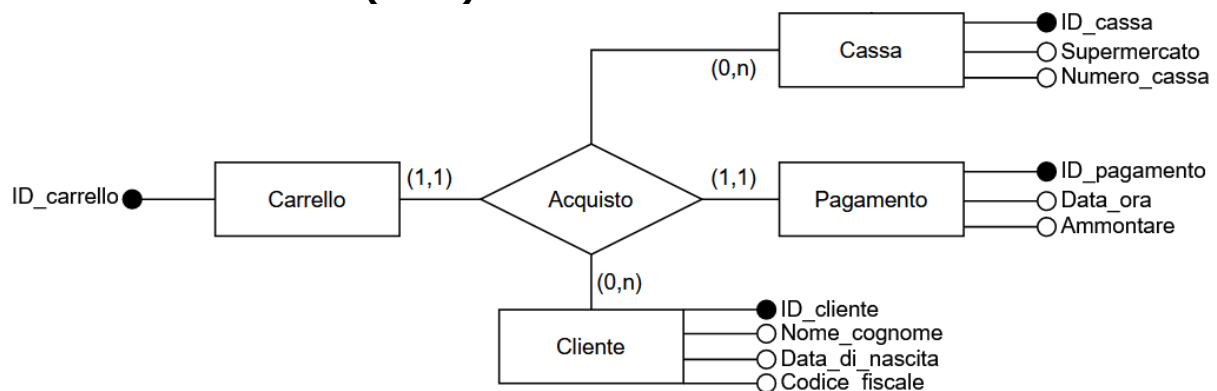 ID_cassa
Cassa
Supermercato
(0,n)
Numero_cassa
ID_carrello
Carrello
(1,1)
Acquisto
(1,1)
Pagamento
ID_pagamento
Data_ora
Ammontare
(0,n)
Cliente
ID_cliente
Nome_cognome
Data_di_nascita
Codice_fiscale